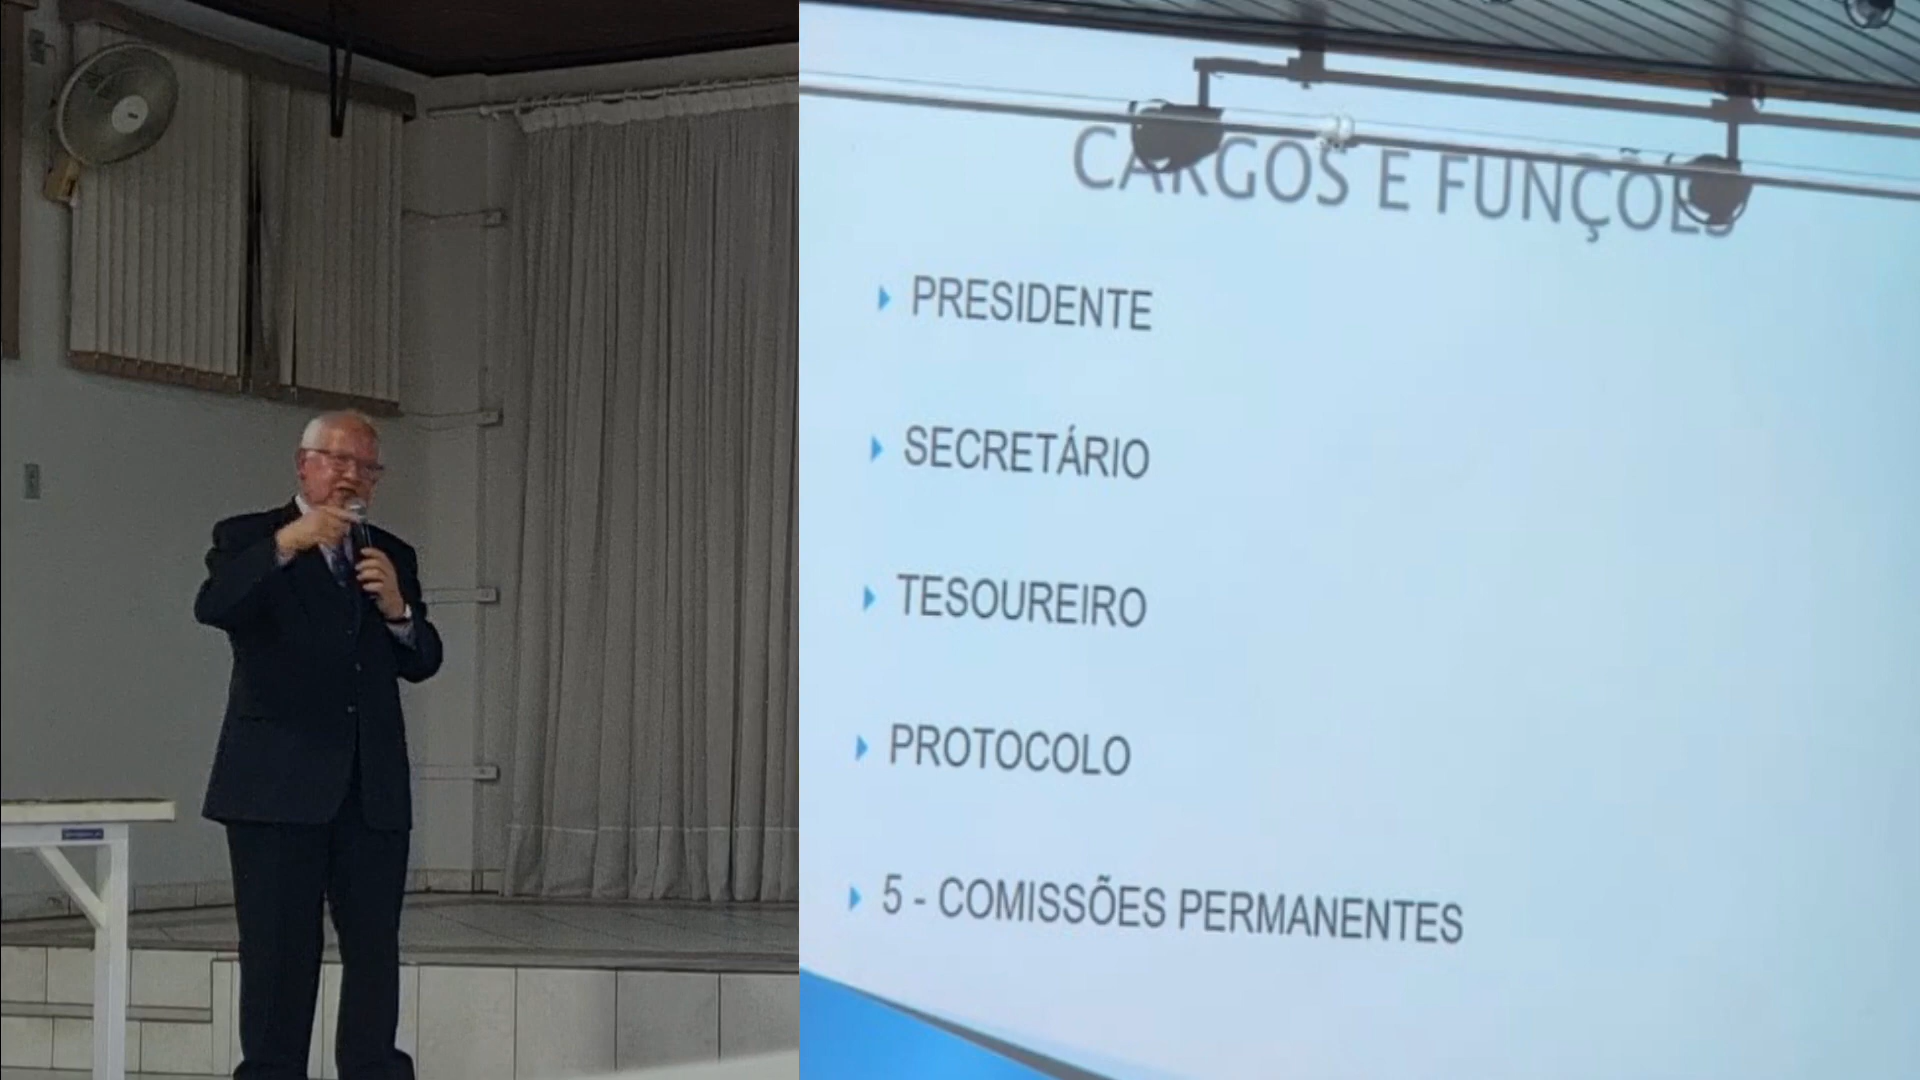 CARGOS E FUNÇÕES
PRESIDENTE
SECRETÁRIO
TESOUREIRO
PROTOCOLO
5 - COMISSÕES PERMANENTES